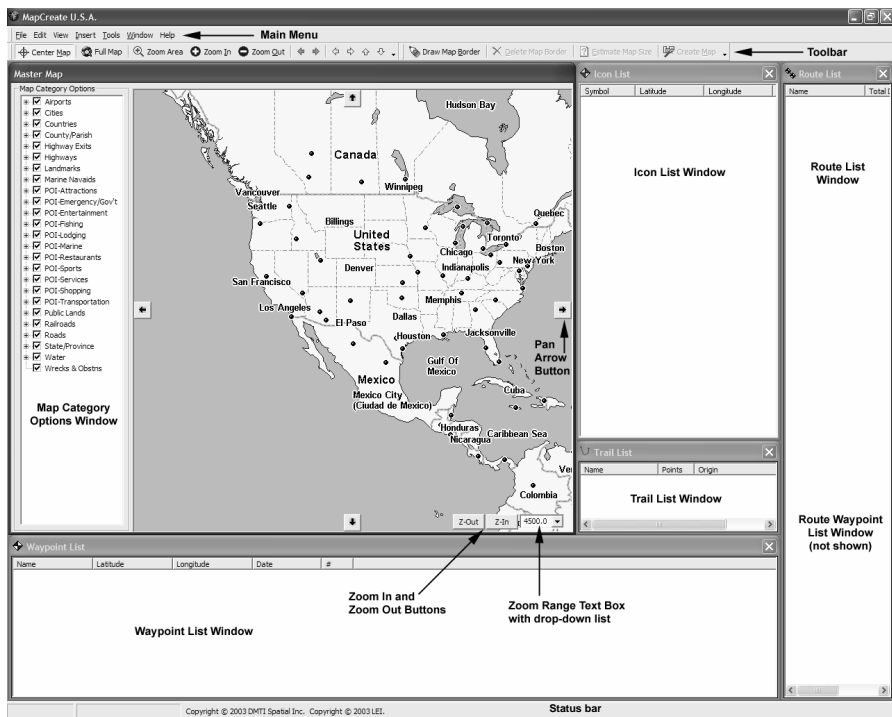 MapCreate U.S.A.
File Edit View Insert Tools Window Help
Main Menu
Center Map Full Map Zoom Area Zoom In Zoom Out Draw Map Border Delete Map Border Estimate Map Size Create Map
Toolbar
Master Map
Map Category Options
Airports
Cities
Countries
County/Parish
Highway Exits
Highways
Landmarks
Marine Navaids
POI-Attractions
POI-Emergency/Gov't
POI-Entertainment
POI-Fishing
POI-Lodging
POI-Marine
POI-Restaurants
POI-Sports
POI-Services
POI-Shopping
POI-Transportation
Public Lands
Railroads
Roads
State/Province
Water
Wrecks & Obstns
Map Category
Options Window
Hudson Bay
Canada
Winnipeg
Vancouver
Seattle
Quebec
Billings
United
States
Toronto
Boston
Chicago
New York
Denver
Indianapolis
San Francisco
Memphis
Los Angeles
Dallas
El Paso
Houston
Jacksonville
Pan
Arrow
Button
Gulf Of
Mexico
Mexico
Cuba
Mexico City
(Ciudad de Mexico)
Honduras
Caribbean Sea
Nicaragua
Ve
Colombia
Z-Out Z-In 4500.0
Icon List
Symbol Latitude Longitude
Icon List Window
Route List
Name Total D
Route List
Window
Trail List
Name Points Origin
Trail List Window
Route Waypoint
List Window
(not shown)
Waypoint List
Name Latitude Longitude Date #
Zoom In and
Zoom Out Buttons
Zoom Range Text Box
with drop-down list
Waypoint List Window
Copyright © 2003 DMTI Spatial Inc. Copyright © 2003 LEI.
Status bar